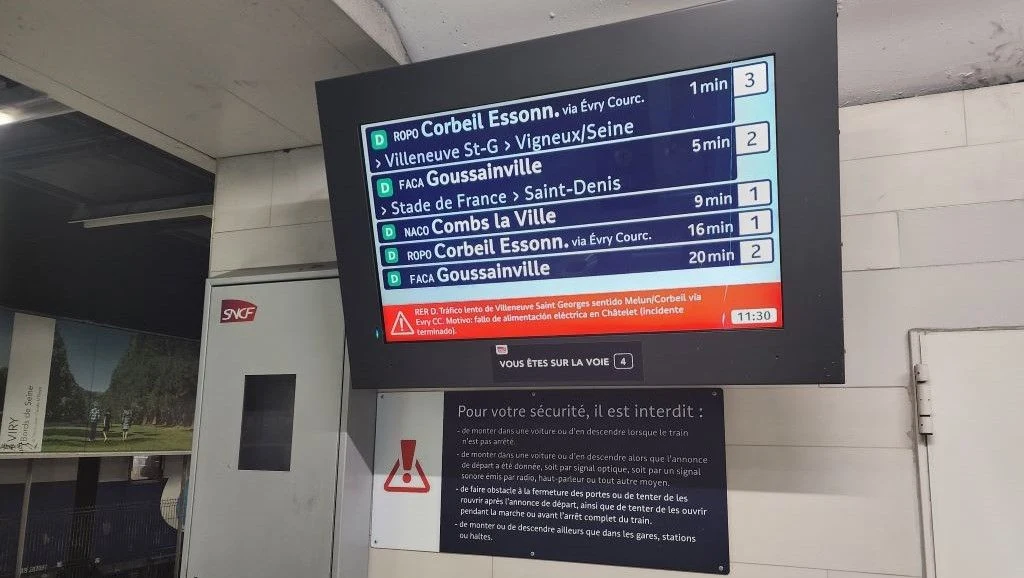 D ROPO Corbeil Essonn. via Évry Courc. 1 min 3
> Villeneuve St-G > Vigneux/Seine
D FACA Goussainville 5 min 2
> Stade de France > Saint-Denis
D NACO Combs la Ville 9 min 1
D ROPO Corbeil Essonn. via Évry Courc. 16 min 1
D FACA Goussainville 20 min 2
RER D. Tráfico lento de Villeneuve Saint Georges sentido Melun/Corbeil via
Evry CC. Motivo: fallo de alimentación eléctrica en Châtelet (incidente
terminado).
11:30
VOUS ÊTES SUR LA VOIE 4
SNCF
VIRY
Bords de Seine
Pour votre sécurité, il est interdit :
- de monter dans une voiture ou d'en descendre lorsque le train
n'est pas arrêté.
- de monter dans une voiture ou d'en descendre alors que l'annonce
de départ a été donnée, soit par signal optique, soit par un signal
sonore émis par radio, haut-parleur ou tout autre moyen.
- de faire obstacle à la fermeture des portes ou de tenter de les
rouvrir après l'annonce de départ, ainsi que de tenter de les ouvrir
pendant la marche ou avant l'arrêt complet du train.
- de monter ou de descendre ailleurs que dans les gares, stations
ou haltes.